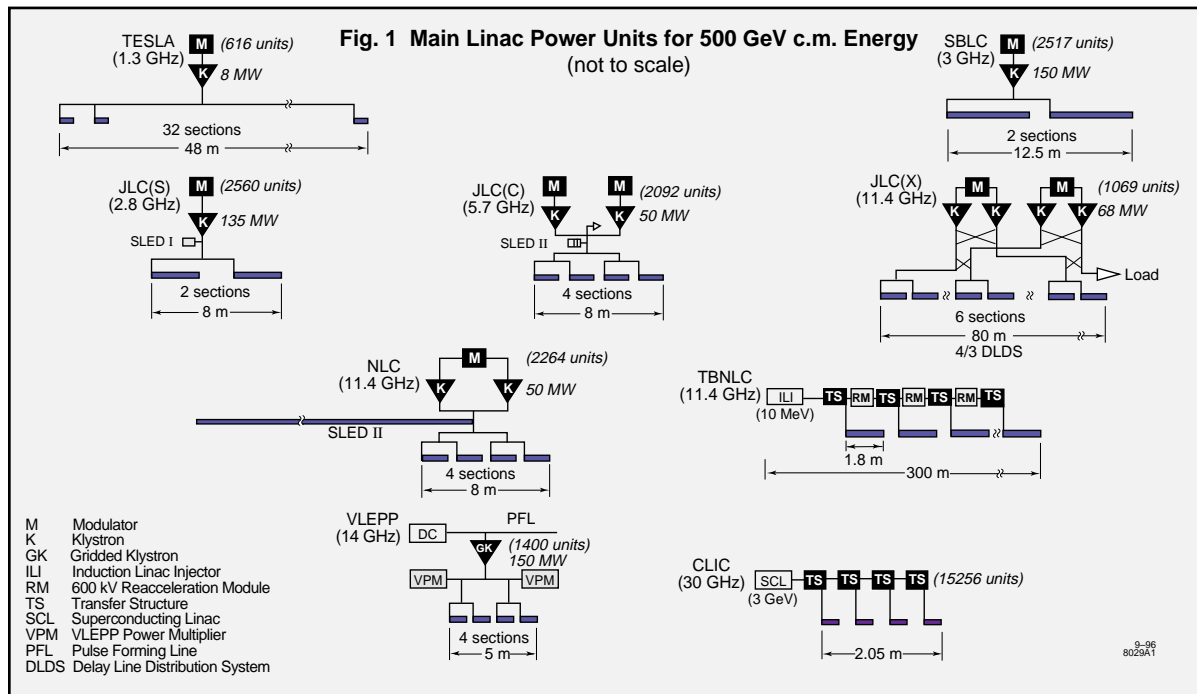 Fig. 1 Main Linac Power Units for 500 GeV c.m. Energy
(not to scale)
TESLA
(1.3 GHz)
M
(616 units)
K
8 MW
32 sections
48 m
SBLC
(3 GHz)
M
(2517 units)
K
150 MW
2 sections
12.5 m
JLC(S)
(2.8 GHz)
M
(2560 units)
K
135 MW
SLED I
2 sections
8 m
JLC(C)
(5.7 GHz)
M M
(2092 units)
K K
50 MW
SLED II
4 sections
8 m
JLC(X)
(11.4 GHz)
M M
(1069 units)
K K K K
68 MW
Load
6 sections
80 m
4/3 DLDS
NLC
(11.4 GHz)
M
(2264 units)
K K
50 MW
SLED II
4 sections
8 m
TBNLC
(11.4 GHz)
ILI TS RM TS RM TS RM TS
(10 MeV)
1.8 m
300 m
VLEPP
(14 GHz)
DC
PFL
GK
(1400 units)
150 MW
VPM VPM
4 sections
5 m
CLIC
(30 GHz)
SCL TS TS TS TS
(15256 units)
(3 GeV)
2.05 m
M Modulator
K Klystron
GK Gridded Klystron
ILI Induction Linac Injector
RM 600 kV Reacceleration Module
TS Transfer Structure
SCL Superconducting Linac
VPM VLEPP Power Multiplier
PFL Pulse Forming Line
DLDS Delay Line Distribution System
9–96
8029A1